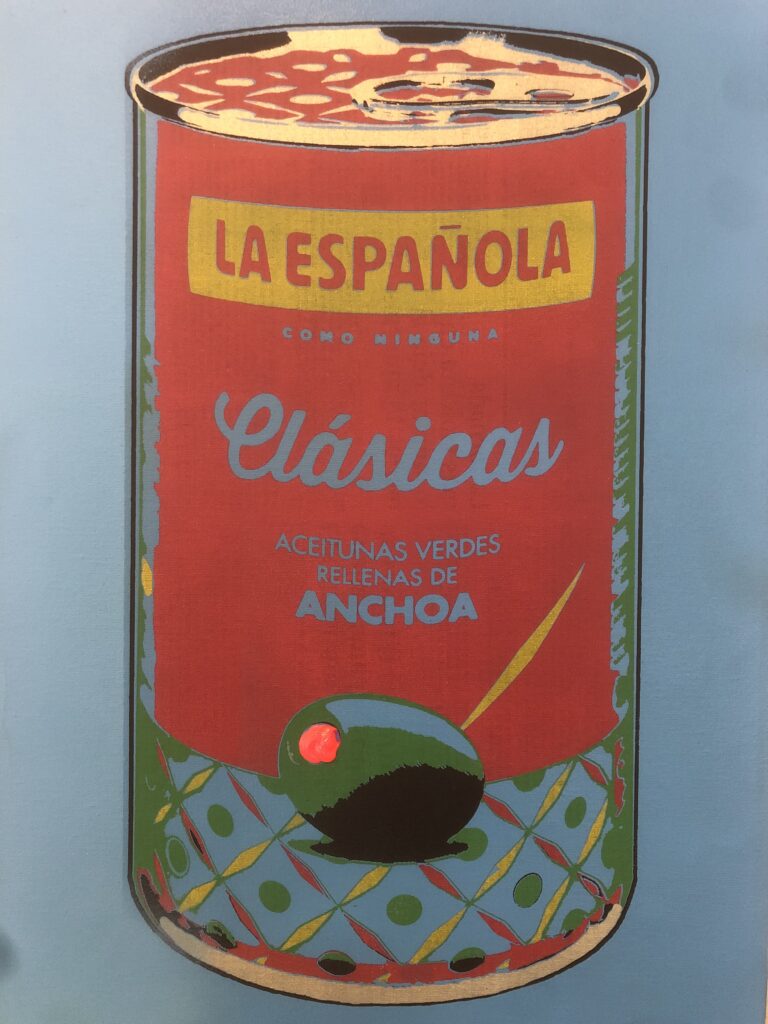 LA ESPAÑOLA
COMO NINGUNA
Clásicas
ACEITUNAS VERDES
RELLENAS DE
ANCHOA